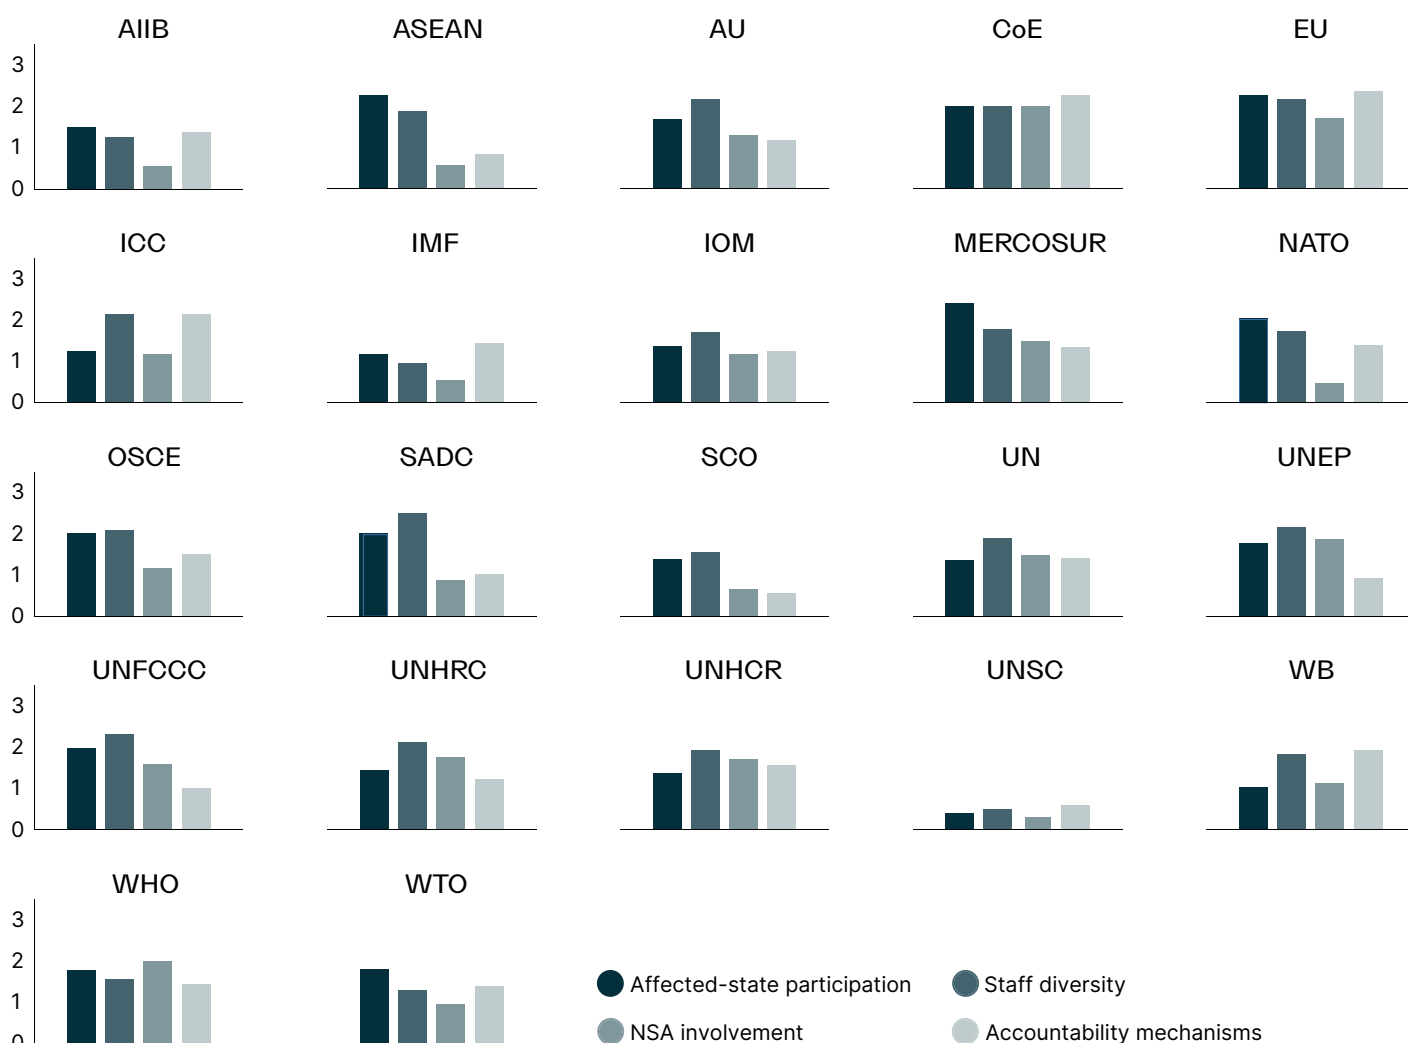 AIIB ASEAN AU CoE EU
3
2
1
0
ICC IMF IOM MERCOSUR NATO
3
2
1
0
OSCE SADC SCO UN UNEP
3
2
1
0
UNFCCC UNHRC UNHCR UNSC WB
3
2
1
0
WHO WTO
3
2
1
0
Affected-state participation Staff diversity
NSA involvement Accountability mechanisms